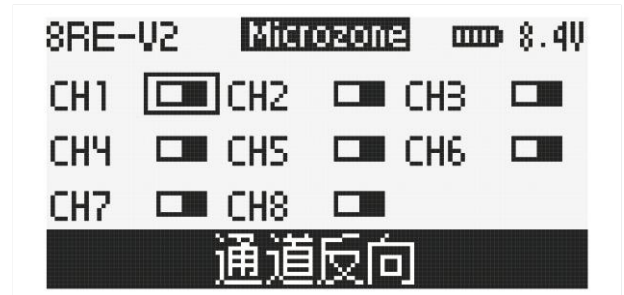 8RE-V2 Microzone 8.4V
CH1 CH2 CH3
CH4 CH5 CH6
CH7 CH8
通道反向